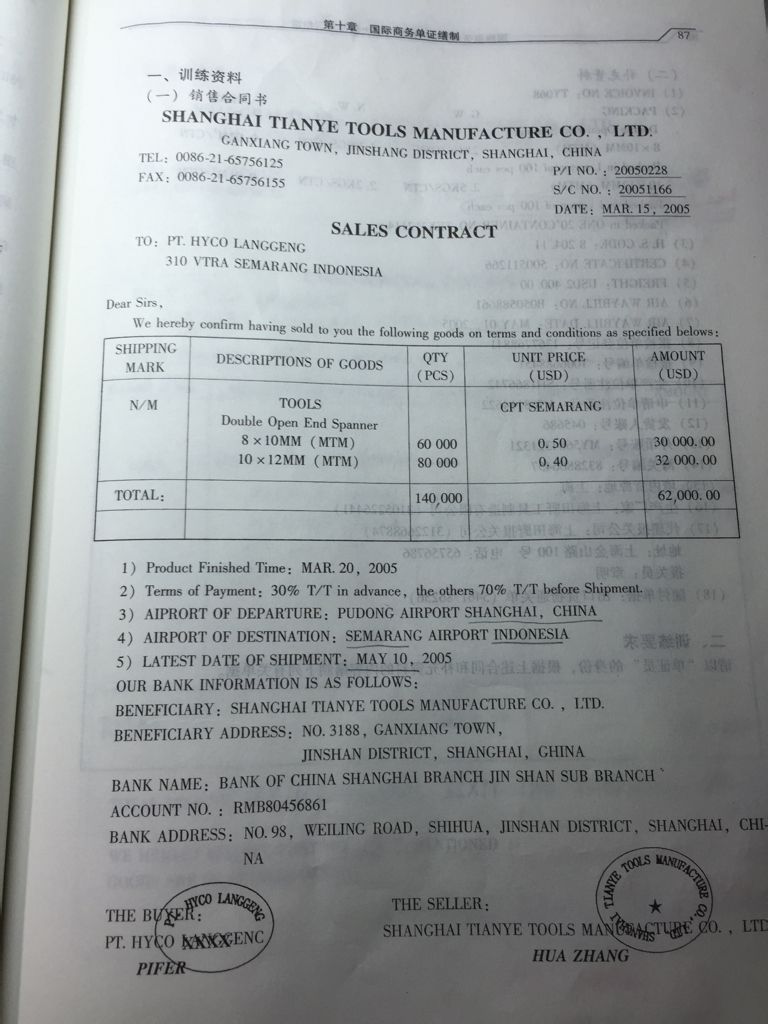 第十章 国际商务单证缮制 87
一、训练资料
(一) 销售合同书
SHANGHAI TIANYE TOOLS MANUFACTURE CO. , LTD.
GANXIANG TOWN, JINSHANG DISTRICT, SHANGHAI, CHINA
TEL: 0086-21-65756125
P/I NO. : 20050228
FAX: 0086-21-65756155
S/C NO. : 20051166
DATE: MAR. 15, 2005
SALES CONTRACT
TO: PT. HYCO LANGGENG
310 VTRA SEMARANG INDONESIA
Dear Sirs,
We hereby confirm having sold to you the following goods on terms and conditions as specified belows:
SHIPPING MARK DESCRIPTIONS OF GOODS QTY (PCS) UNIT PRICE (USD) AMOUNT (USD)
N/M TOOLS CPT SEMARANG
Double Open End Spanner
8×10MM (MTM) 60 000 0. 50 30 000. 00
10×12MM (MTM) 80 000 0. 40 32 000. 00
TOTAL: 140,000 62,000. 00
1) Product Finished Time: MAR. 20, 2005
2) Terms of Payment: 30% T/T in advance, the others 70% T/T before Shipment.
3) AIPRORT OF DEPARTURE: PUDONG AIRPORT SHANGHAI, CHINA
4) AIRPORT OF DESTINATION: SEMARANG AIRPORT INDONESIA
5) LATEST DATE OF SHIPMENT: MAY 10, 2005
OUR BANK INFORMATION IS AS FOLLOWS:
BENEFICIARY: SHANGHAI TIANYE TOOLS MANUFACTURE CO. , LTD.
BENEFICIARY ADDRESS: NO. 3188, GANXIANG TOWN,
JINSHAN DISTRICT, SHANGHAI, GHINA
BANK NAME: BANK OF CHINA SHANGHAI BRANCH JIN SHAN SUB BRANCH
ACCOUNT NO. : RMB80456861
BANK ADDRESS: NO. 98, WEILING ROAD, SHIHUA, JINSHAN DISTRICT, SHANGHAI, CHI-
NA
THE BUYER:
PT. HYCO LANGGENG
PT. HYCO
XXXX
PIFER
THE SELLER:
SHANGHAI TIANYE TOOLS MANUFACTURE CO. , LTD
SHANGHAI TIANYE TOOLS MANUFACTURE CO. LTD
HUA ZHANG